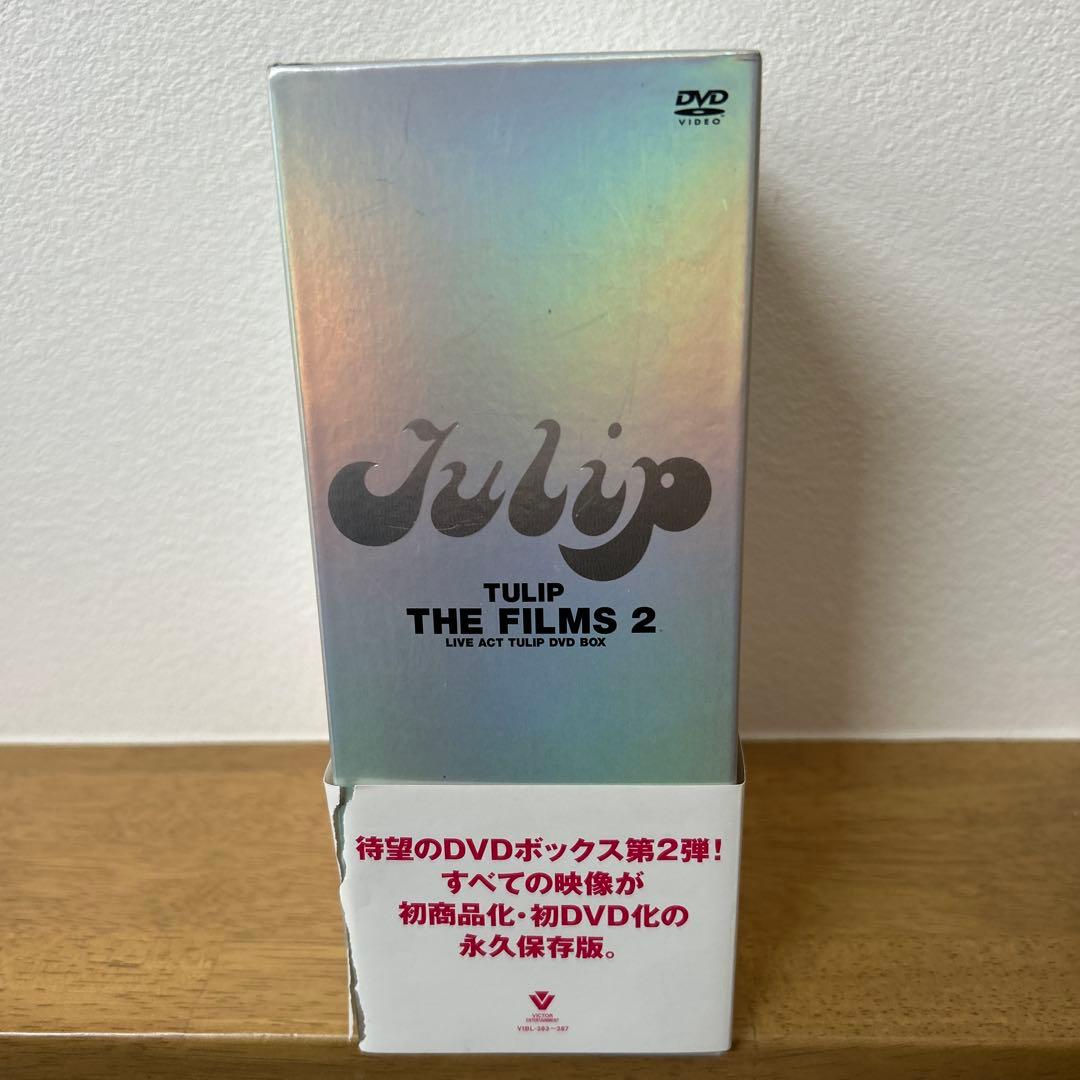 DVD
VIDEO
Tulip
TULIP
THE FILMS 2
LIVE ACT TULIP DVD BOX
待望のDVDボックス第2弾!
すべての映像が
初商品化・初DVD化の
永久保存版。
VICTOR
ENTERTAINMENT
VIBL-383〜387